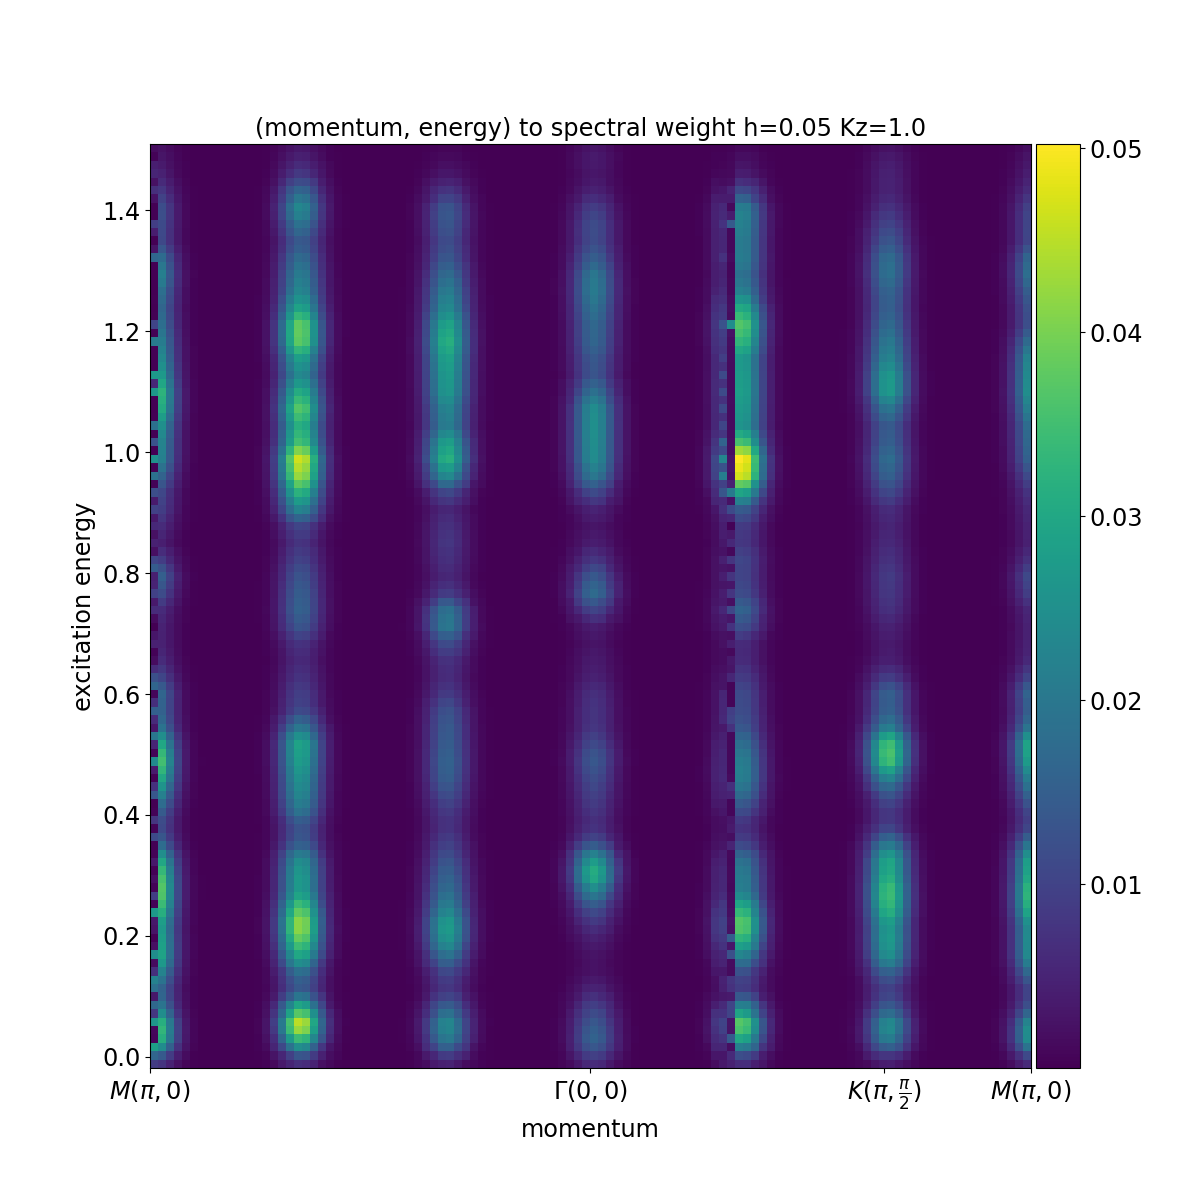 (momentum, energy) to spectral weight h=0.05 Kz=1.0
1.4
1.2
1.0
0.8
0.6
0.4
0.2
0.0
excitation energy
M(π, 0)
Γ(0, 0)
K(π, π/2)
M(π, 0)
momentum
0.05
0.04
0.03
0.02
0.01